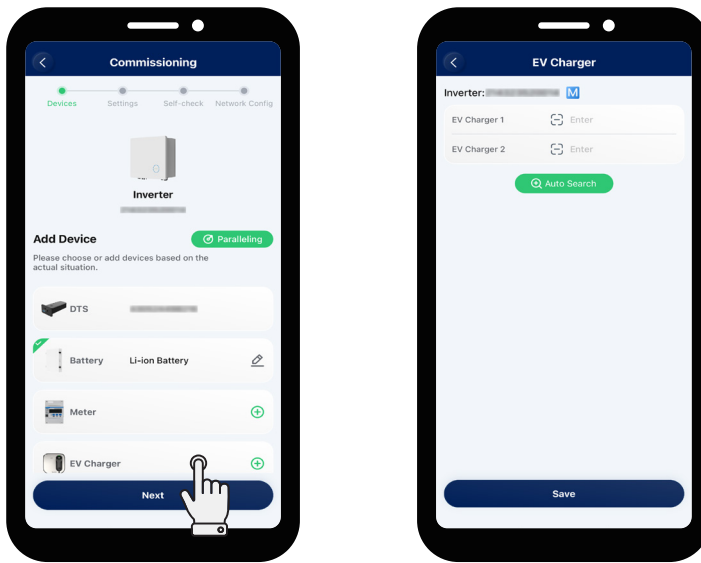 Commissioning
Devices Settings Self-check Network Config
Inverter
Add Device
Paralleling
Please choose or add devices based on the
actual situation.
DTS
Battery Li-ion Battery
Meter
EV Charger
Next
EV Charger
Inverter: M
EV Charger 1 Enter
EV Charger 2 Enter
Auto Search
Save